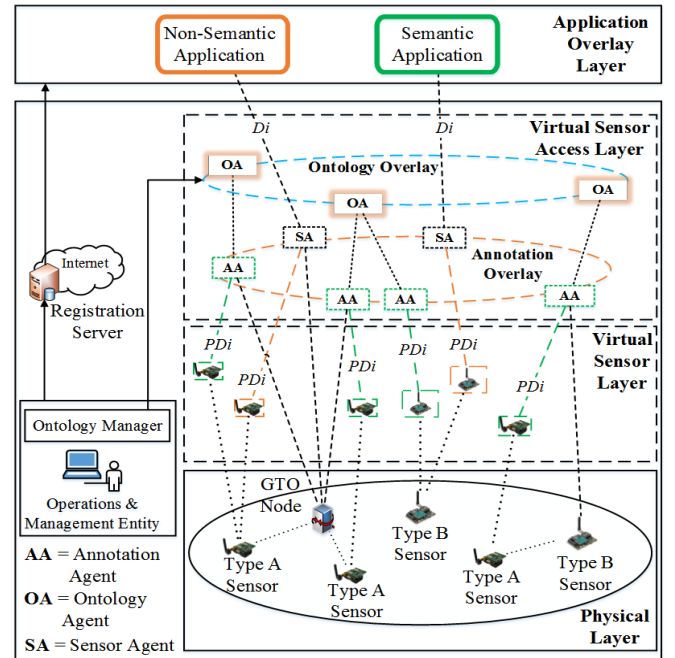 Non-Semantic
Application
Semantic
Application
Application
Overlay
Layer
Di
Di
Virtual Sensor
Access Layer
OA
Ontology Overlay
OA
OA
SA
SA
Annotation
Overlay
AA
AA
AA
AA
Internet
Registration
Server
PDi
PDi
PDi
PDi
PDi
PDi
Virtual
Sensor
Layer
Ontology Manager
Operations &
Management Entity
GTO
Node
Type A
Sensor
Type A
Sensor
Type B
Sensor
Type A
Sensor
Type B
Sensor
Physical
Layer
AA = Annotation
Agent
OA = Ontology
Agent
SA = Sensor Agent